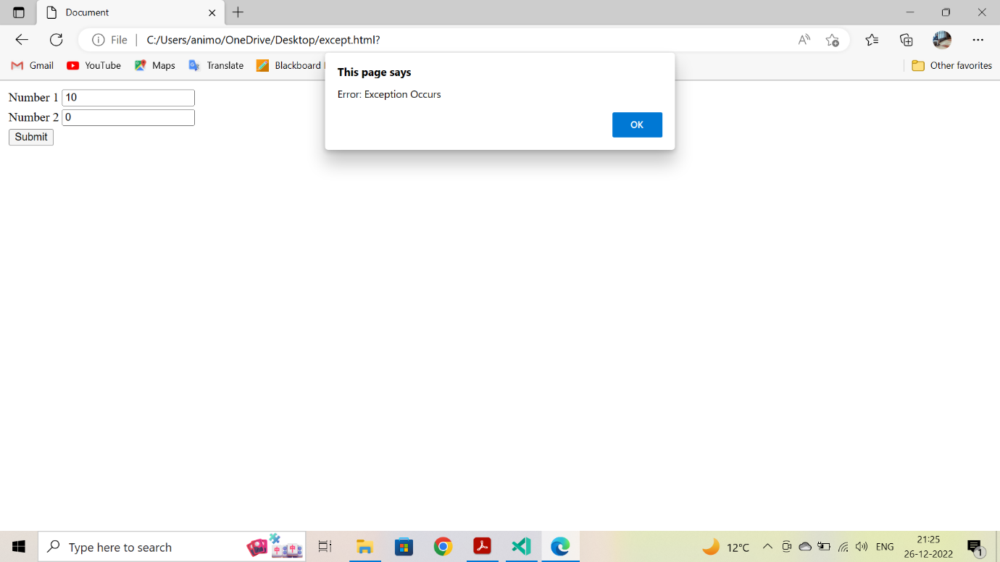 Document
File | C:/Users/animo/OneDrive/Desktop/except.html?
Gmail YouTube Maps Translate Blackboard Other favorites
This page says
Error: Exception Occurs
OK
Number 1 10
Number 2 0
Submit
Type here to search
12°C ENG 21:25
26-12-2022 1